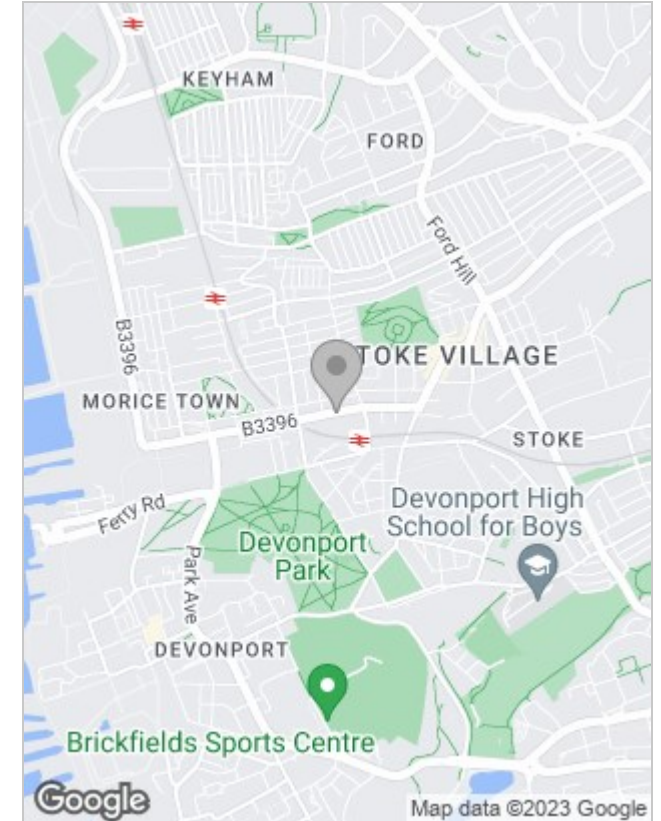 KEYHAM
FORD
Ford Hill
B3396
TOKE VILLAGE
MORICE TOWN
B3396
STOKE
Ferry Rd
Devonport High
School for Boys
Devonport
Park
Park Ave
DEVONPORT
Brickfields Sports Centre
Google
Map data ©2023 Google